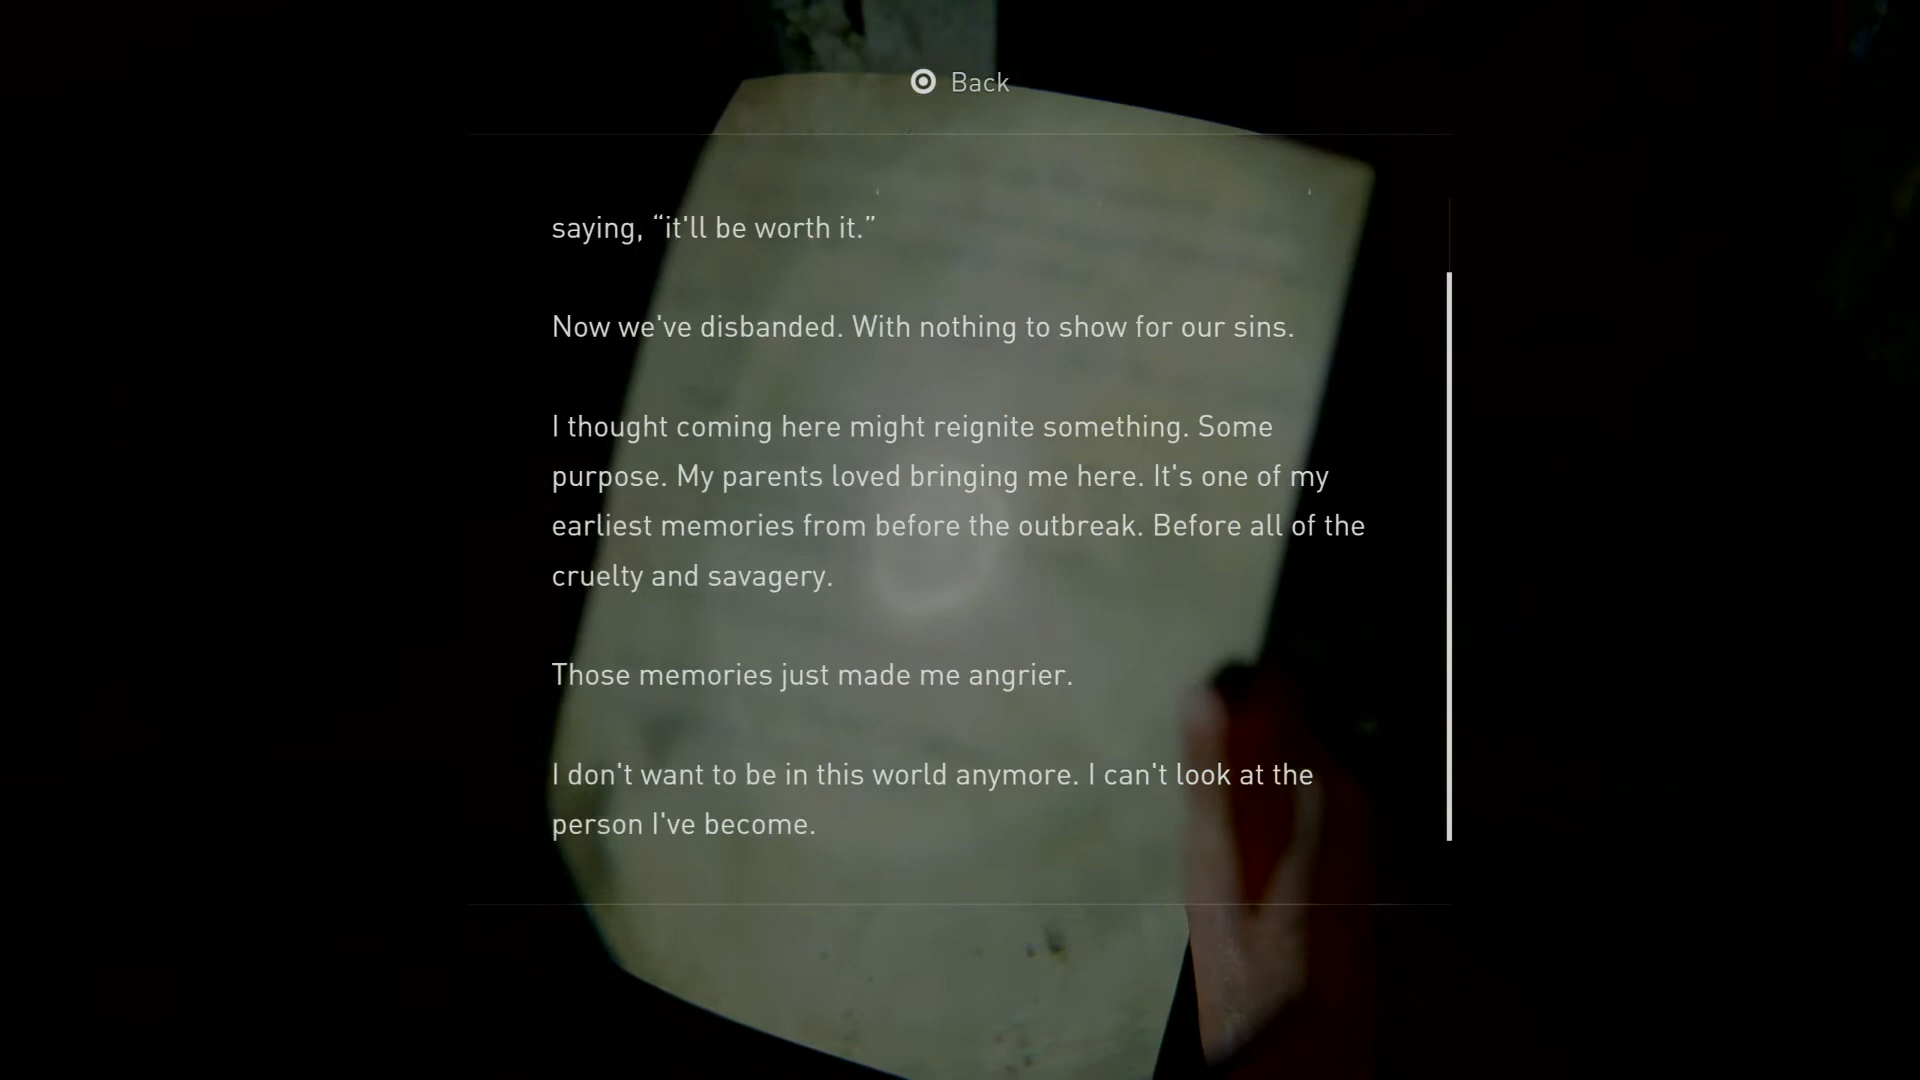 Back
saying, “it'll be worth it.”
Now we've disbanded. With nothing to show for our sins.
I thought coming here might reignite something. Some
purpose. My parents loved bringing me here. It's one of my
earliest memories from before the outbreak. Before all of the
cruelty and savagery.
Those memories just made me angrier.
I don't want to be in this world anymore. I can't look at the
person I've become.